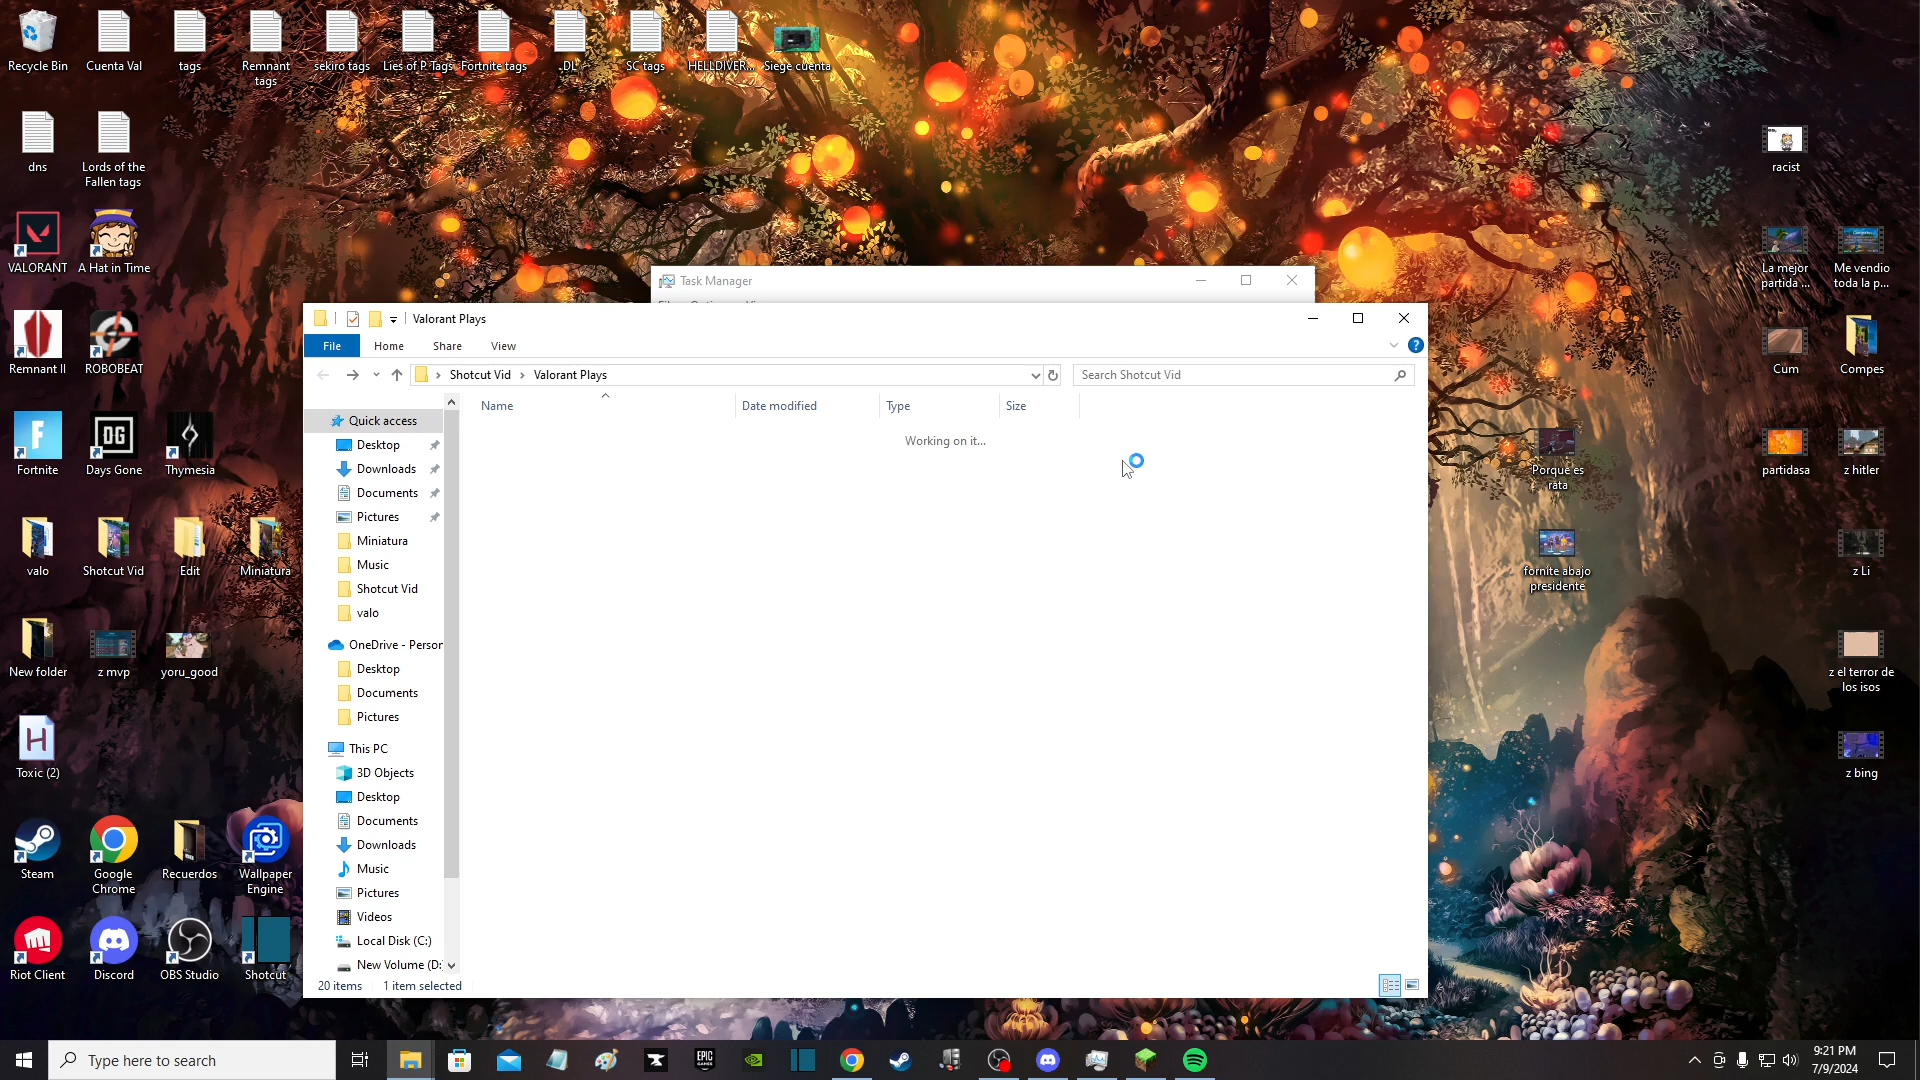 Recycle Bin
Cuenta Val
tags
Remnant
tags
sekiro tags
Lies of P Tags
Fortnite tags
DL
SC tags
HELLDIVER...
Siege cuenta
dns
Lords of the
Fallen tags
racist
VALORANT
A Hat in Time
La mejor
partida ...
Me vendio
toda la p...
Remnant II
ROBOBEAT
Cum
Compes
Fortnite
Days Gone
Thymesia
Porque es
rata
partidasa
z hitler
valo
Shotcut Vid
Edit
Miniatura
fornite abajo
presidente
z Li
New folder
z mvp
yoru_good
z el terror de
los isos
Toxic (2)
z bing
Steam
Google
Chrome
Recuerdos
Wallpaper
Engine
Riot Client
Discord
OBS Studio
Shotcut
Task Manager
Valorant Plays
File
Home
Share
View
Shotcut Vid
Valorant Plays
Search Shotcut Vid
Name
Date modified
Type
Size
Working on it...
Quick access
Desktop
Downloads
Documents
Pictures
Miniatura
Music
Shotcut Vid
valo
OneDrive - Person
Desktop
Documents
Pictures
This PC
3D Objects
Desktop
Documents
Downloads
Music
Pictures
Videos
Local Disk (C:)
New Volume (D:
20 items
1 item selected
Type here to search
EPIC
GAMES
9:21 PM
7/9/2024